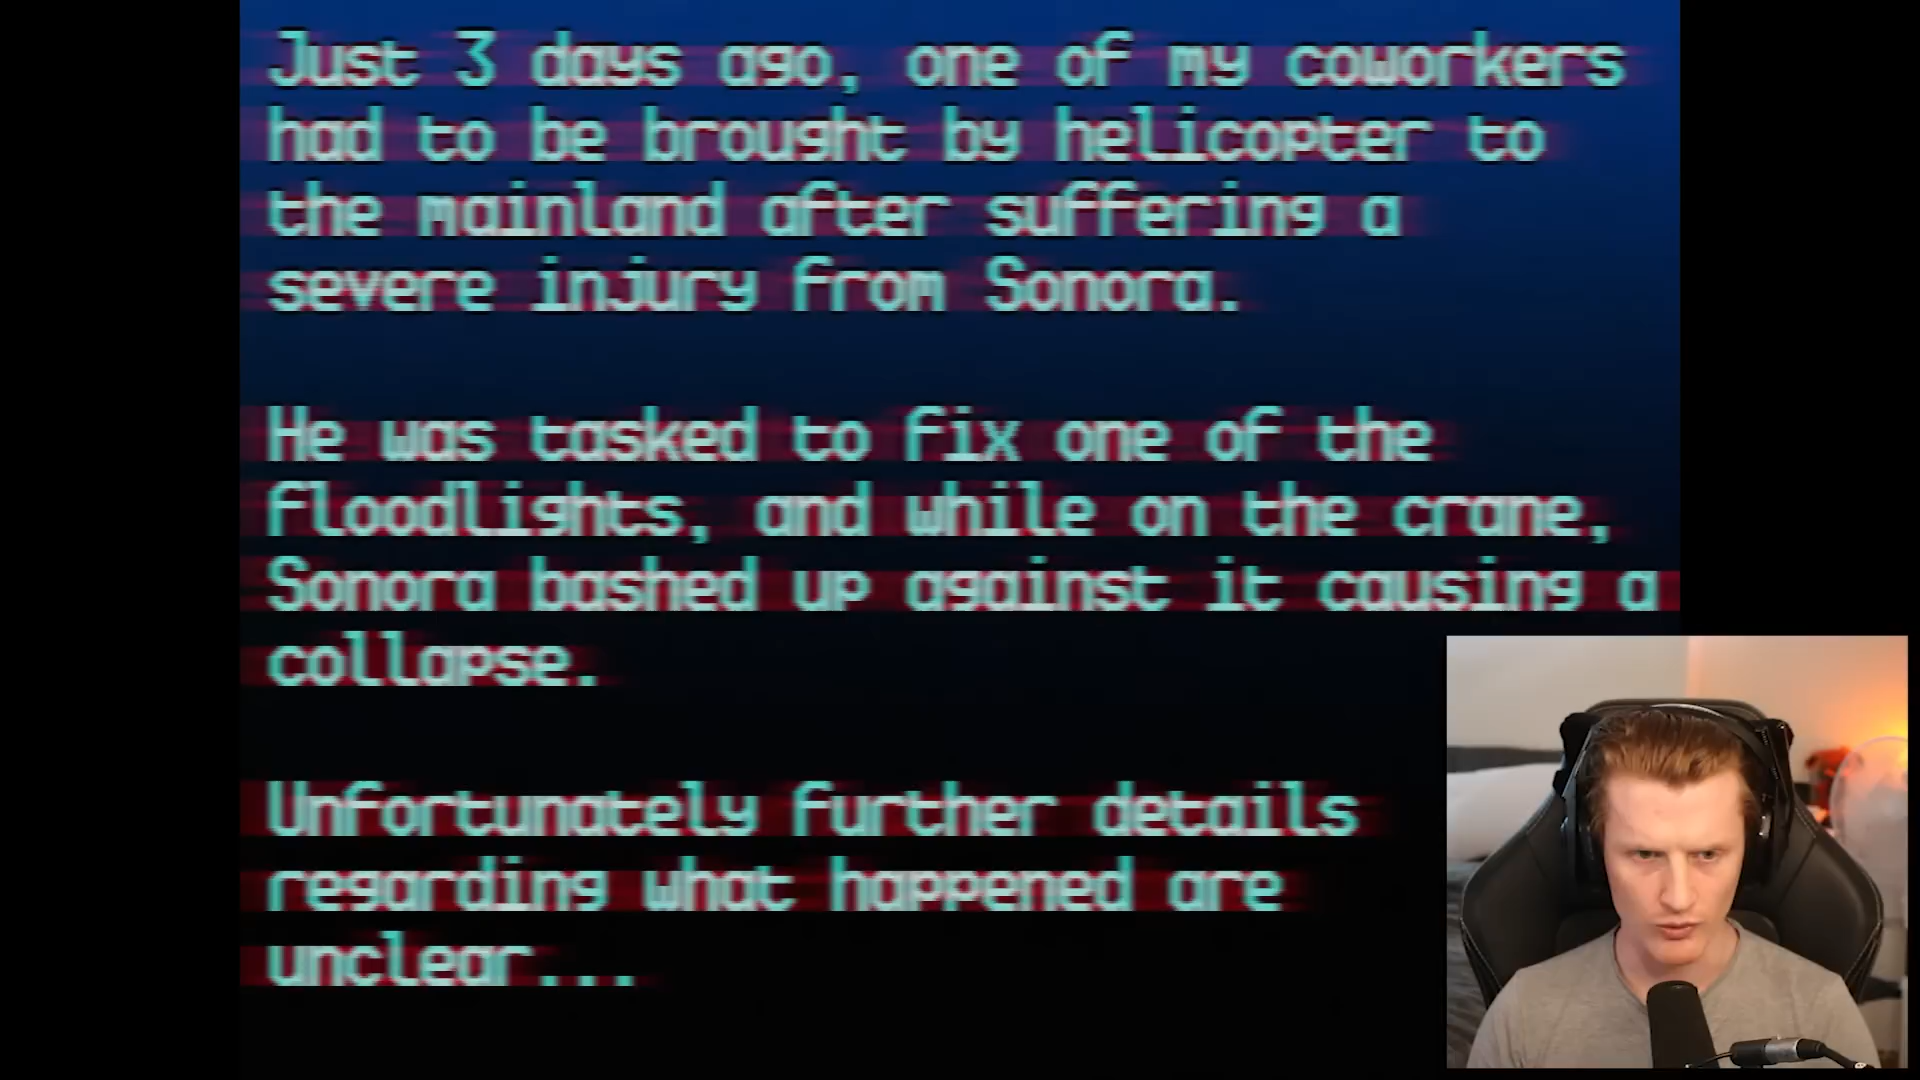 Just 3 days ago, one of my coworkers
had to be brought by helicopter to
the mainland after suffering a
severe injury from Sonora.
He was tasked to fix one of the
floodlights, and while on the crane,
Sonora bashed up against it causing a
collapse.
Unfortunately further details
regarding what happened are
unclear...